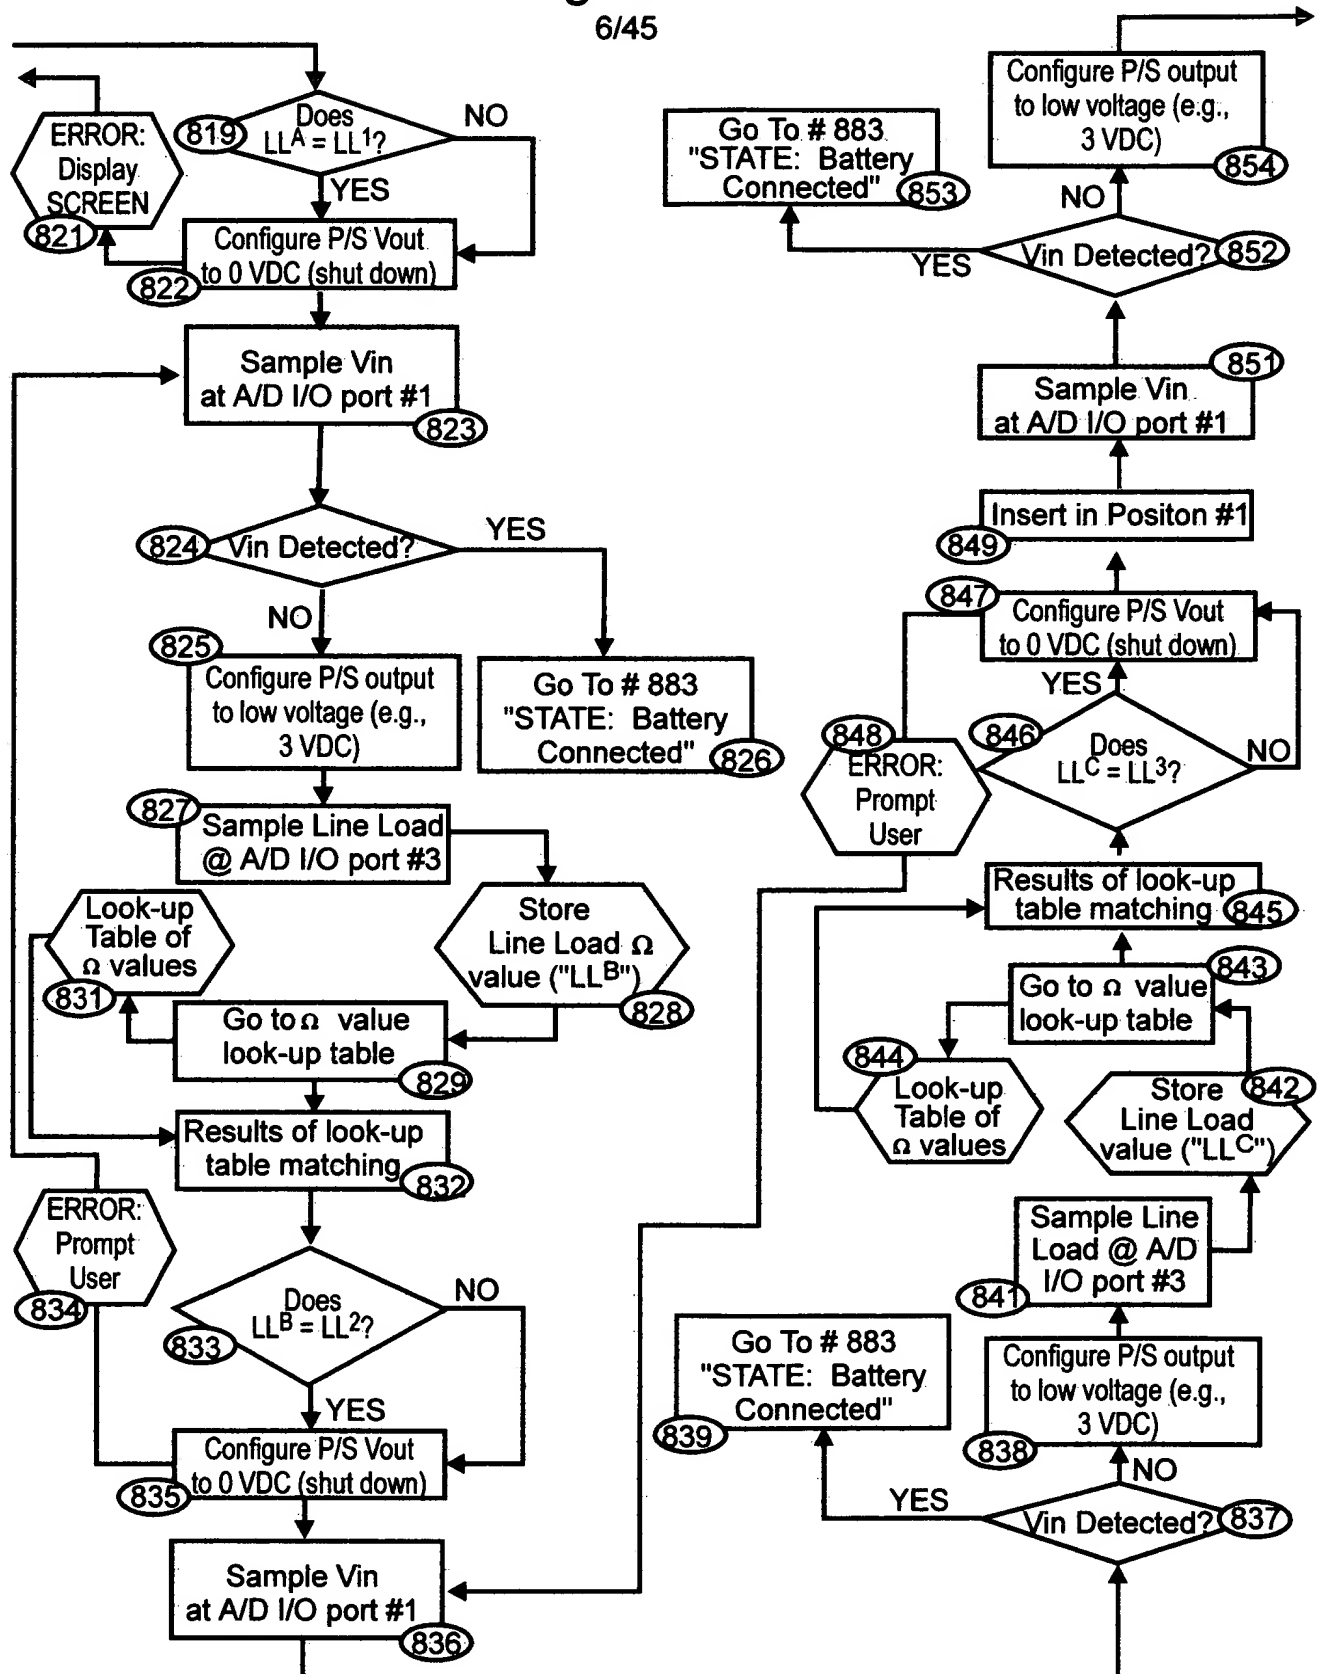 6/45
Does
LLA = LL1?
819
NO
YES
ERROR:
Display
SCREEN
821
Configure P/S Vout
to 0 VDC (shut down)
822
Sample Vin
at A/D I/O port #1
823
Vin Detected?
824
YES
NO
825
Configure P/S output
to low voltage (e.g.,
3 VDC)
Go To # 883
"STATE: Battery
Connected"
826
827
Sample Line Load
@ A/D I/O port #3
Look-up
Table of
Ω values
831
Store
Line Load Ω
value ("LLB")
828
Go to Ω value
look-up table
829
Results of look-up
table matching
832
ERROR:
Prompt
User
834
Does
LLB = LL2?
833
NO
YES
Configure P/S Vout
to 0 VDC (shut down)
835
Sample Vin
at A/D I/O port #1
836
Configure P/S output
to low voltage (e.g.,
3 VDC)
854
Go To # 883
"STATE: Battery
Connected"
853
NO
YES
Vin Detected?
852
851
Sample Vin
at A/D I/O port #1
Insert in Positon #1
849
847
Configure P/S Vout
to 0 VDC (shut down)
YES
848
ERROR:
Prompt
User
846
Does
LLC = LL3?
NO
Results of look-up
table matching
845
843
Go to Ω value
look-up table
844
Look-up
Table of
Ω values
842
Store
Line Load
value ("LLC")
Sample Line
Load @ A/D
I/O port #3
841
Go To # 883
"STATE: Battery
Connected"
839
Configure P/S output
to low voltage (e.g.,
3 VDC)
838
NO
YES
Vin Detected?
837